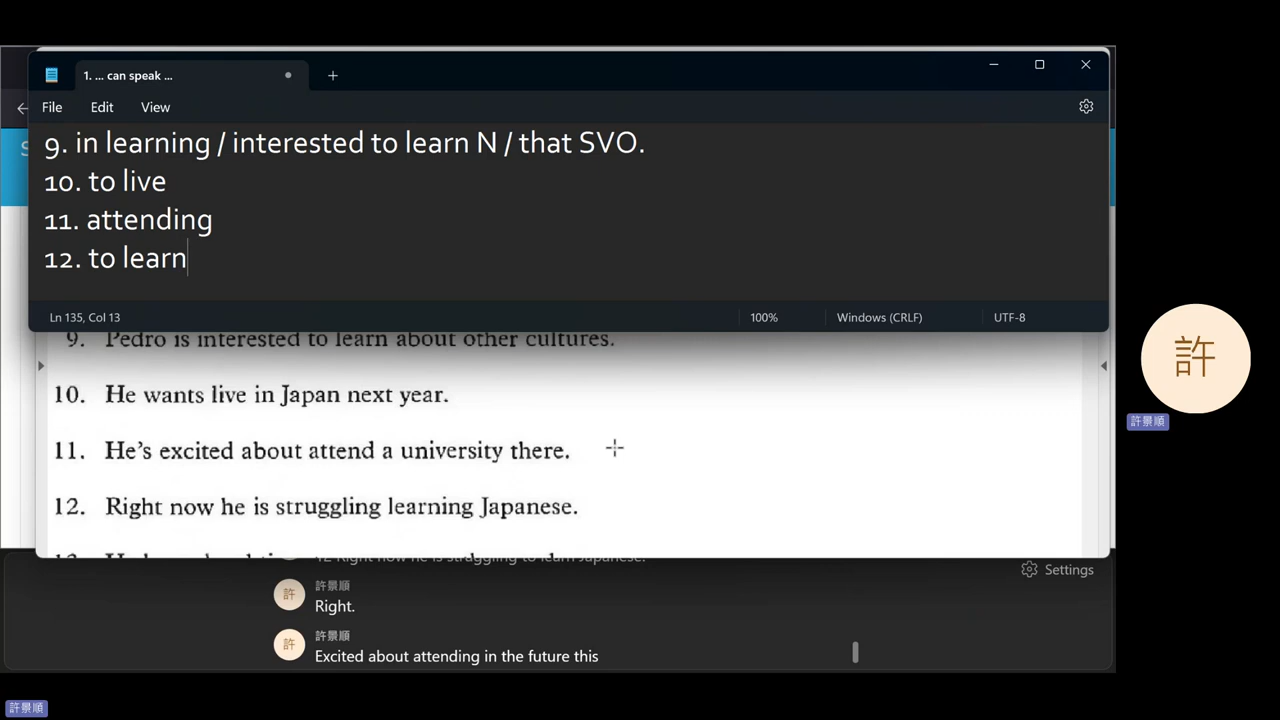 1. ... can speak ...
File Edit View
9. in learning / interested to learn N / that SVO.
10. to live
11. attending
12. to learn
Ln 135, Col 13 100% Windows (CRLF) UTF-8
9. Pedro is interested to learn about other cultures.
10. He wants live in Japan next year.
11. He's excited about attend a university there.
12. Right now he is struggling learning Japanese.
12 Right now he is struggling to learn Japanese.
Settings
許 許景順
Right.
許 許景順
Excited about attending in the future this
許
許景順
許景順